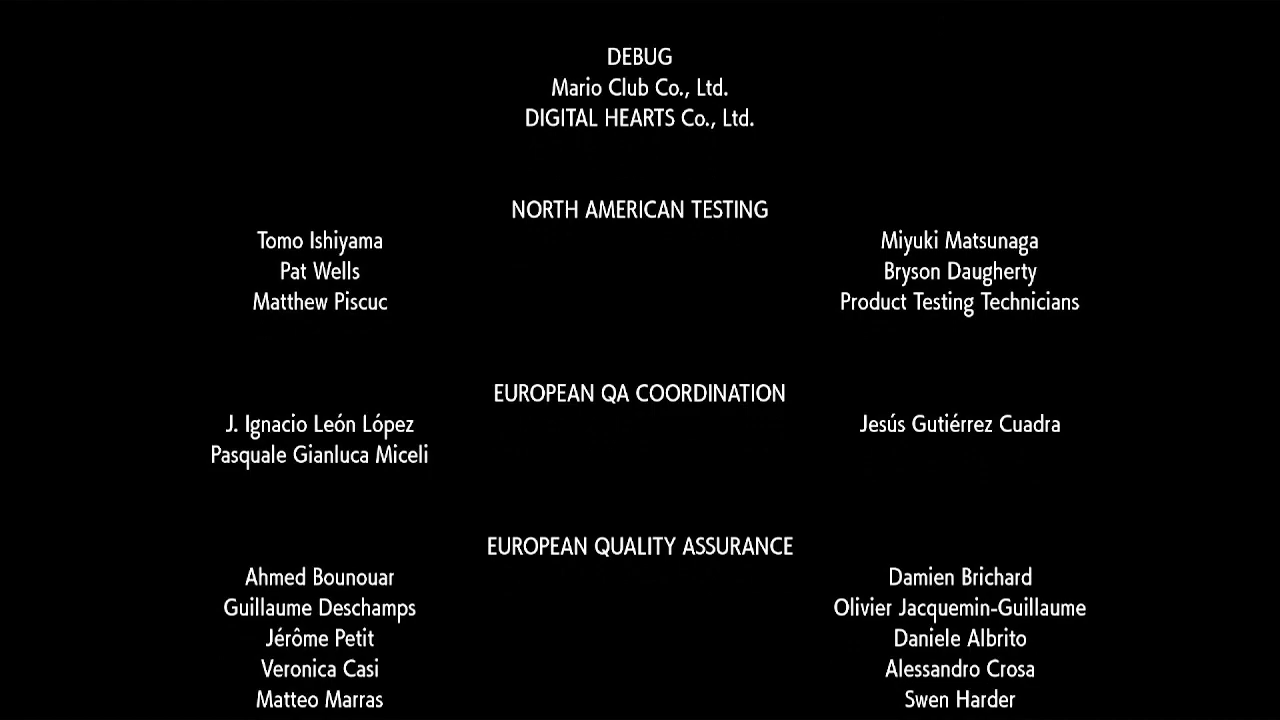 DEBUG
Mario Club Co., Ltd.
DIGITAL HEARTS Co., Ltd.
NORTH AMERICAN TESTING
Tomo Ishiyama Miyuki Matsunaga
Pat Wells Bryson Daugherty
Matthew Piscuc Product Testing Technicians
EUROPEAN QA COORDINATION
J. Ignacio León López Jesús Gutiérrez Cuadra
Pasquale Gianluca Miceli
EUROPEAN QUALITY ASSURANCE
Ahmed Bounouar Damien Brichard
Guillaume Deschamps Olivier Jacquemin-Guillaume
Jérôme Petit Daniele Albrito
Veronica Casi Alessandro Crosa
Matteo Marras Swen Harder